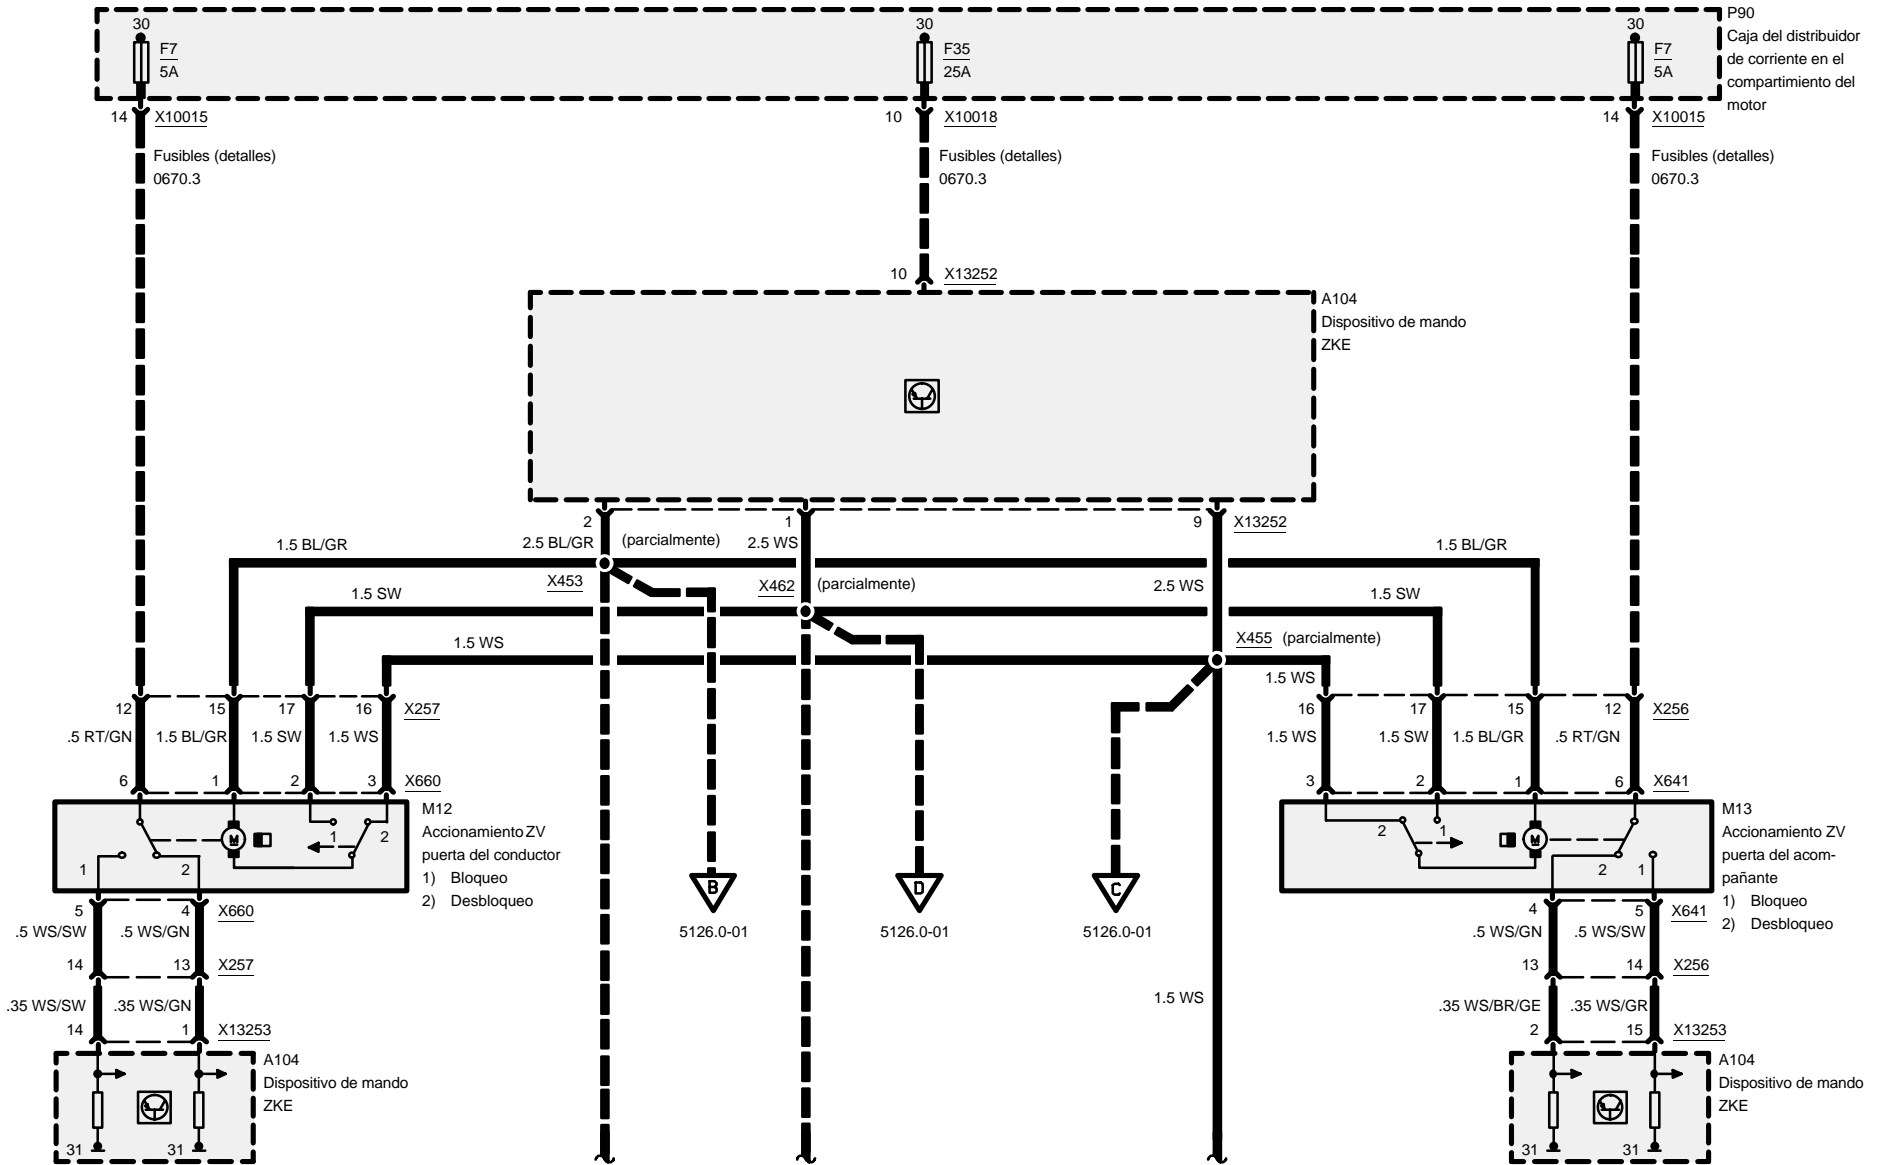 P90
Caja del distribuidor
de corriente en el
compartimiento del
motor
30
F7
5A
30
F35
25A
30
F7
5A
14 X10015
10 X10018
14 X10015
Fusibles (detalles)
0670.3
Fusibles (detalles)
0670.3
Fusibles (detalles)
0670.3
10 X13252
A104
Dispositivo de mando
ZKE
2
1
9 X13252
1.5 BL/GR
2.5 BL/GR
(parcialmente)
2.5 WS
1.5 BL/GR
X453
X462
(parcialmente)
2.5 WS
1.5 SW
1.5 SW
1.5 WS
X455 (parcialmente)
1.5 WS
12 15 17 16 X257
16 17 15 12 X256
.5 RT/GN 1.5 BL/GR 1.5 SW 1.5 WS
1.5 WS 1.5 SW 1.5 BL/GR .5 RT/GN
6 1 2 3 X660
3 2 1 6 X641
M12
Accionamiento ZV
puerta del conductor
1) Bloqueo
2) Desbloqueo
M
1 2
1 2
M13
Accionamiento ZV
puerta del acom-
pañante
1) Bloqueo
2) Desbloqueo
M
2 1
2 1
B
5126.0-01
D
5126.0-01
C
5126.0-01
5 4 X660
4 5 X641
.5 WS/SW .5 WS/GN
.5 WS/GN .5 WS/SW
14 13 X257
13 14 X256
.35 WS/SW .35 WS/GN
1.5 WS
.35 WS/BR/GE .35 WS/GR
14 1 X13253
2 15 X13253
A104
Dispositivo de mando
ZKE
31 31
A104
Dispositivo de mando
ZKE
31 31